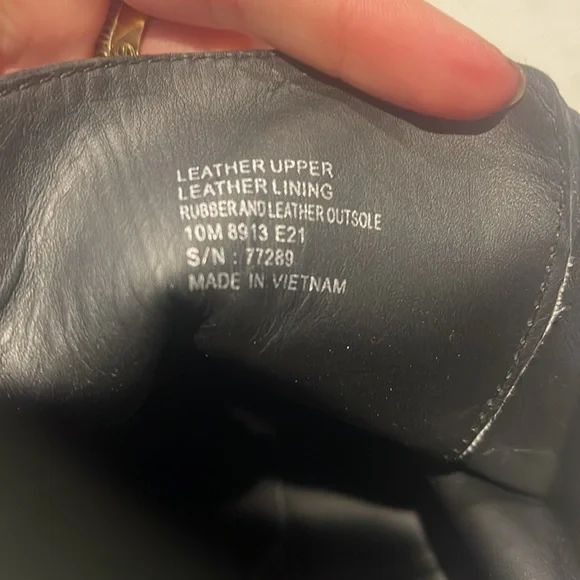 LEATHER UPPER
LEATHER LINING
RUBBER AND LEATHER OUTSOLE
10M 8913 E21
S/N : 77289
MADE IN VIETNAM